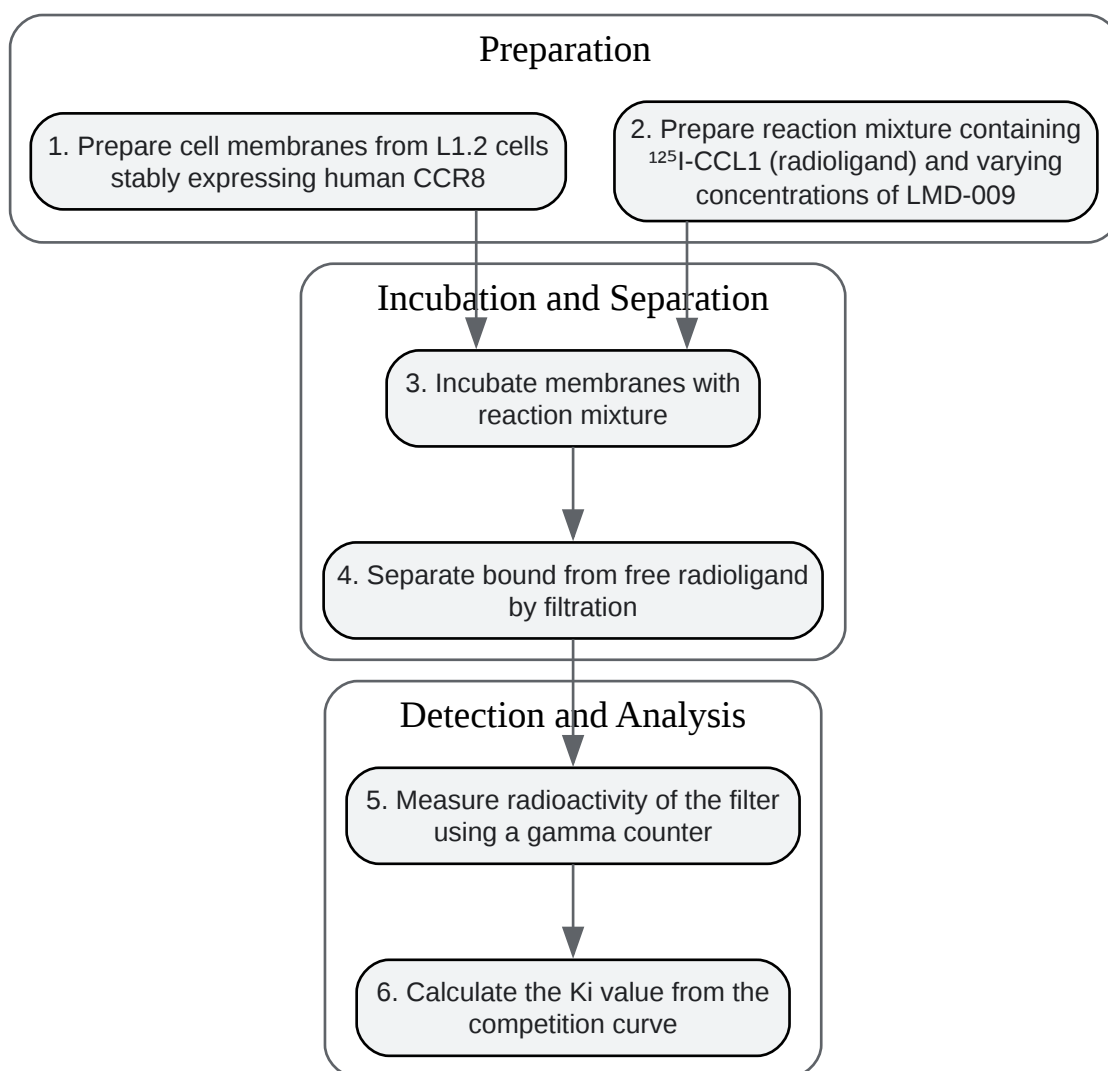 Preparation
1. Prepare cell membranes from L1.2 cells
stably expressing human CCR8
2. Prepare reaction mixture containing
¹²⁵I-CCL1 (radioligand) and varying
concentrations of LMD-009
Incubation and Separation
3. Incubate membranes with
reaction mixture
4. Separate bound from free radioligand
by filtration
Detection and Analysis
5. Measure radioactivity of the filter
using a gamma counter
6. Calculate the Ki value from the
competition curve